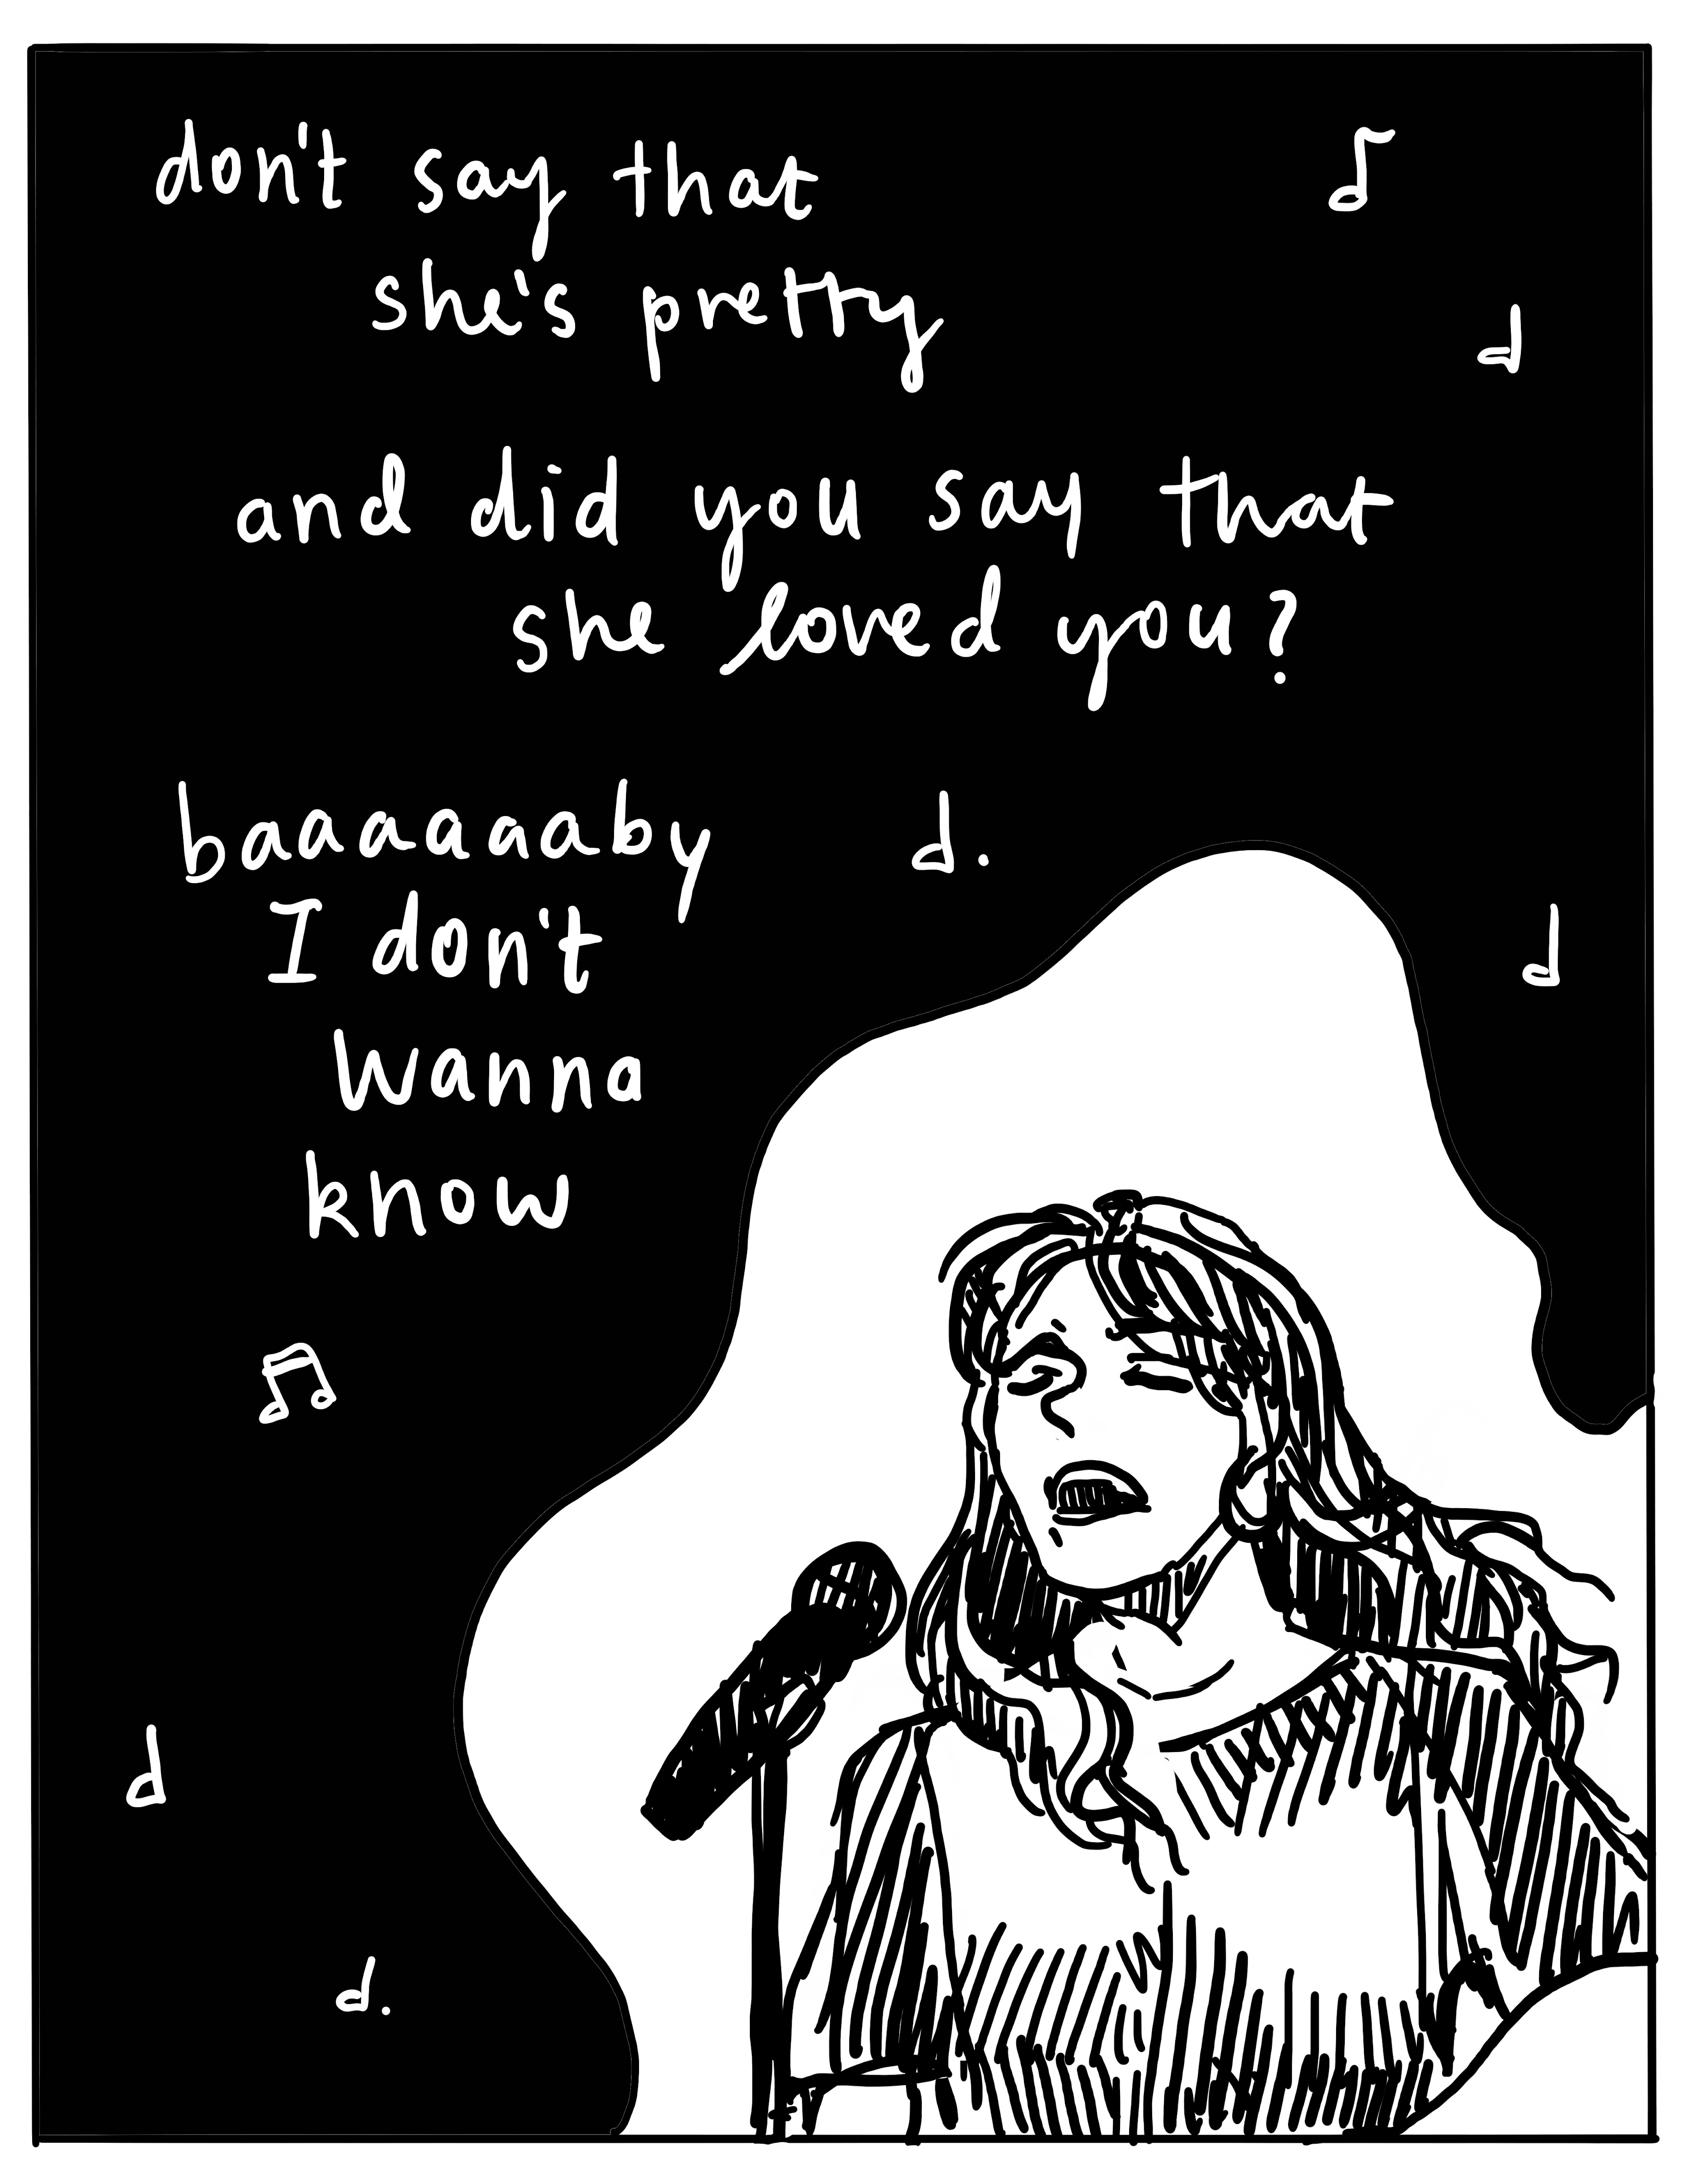 don't say that
she's pretty
and did you say that
she loved you?
baaaaaaby
I don't
wanna
know